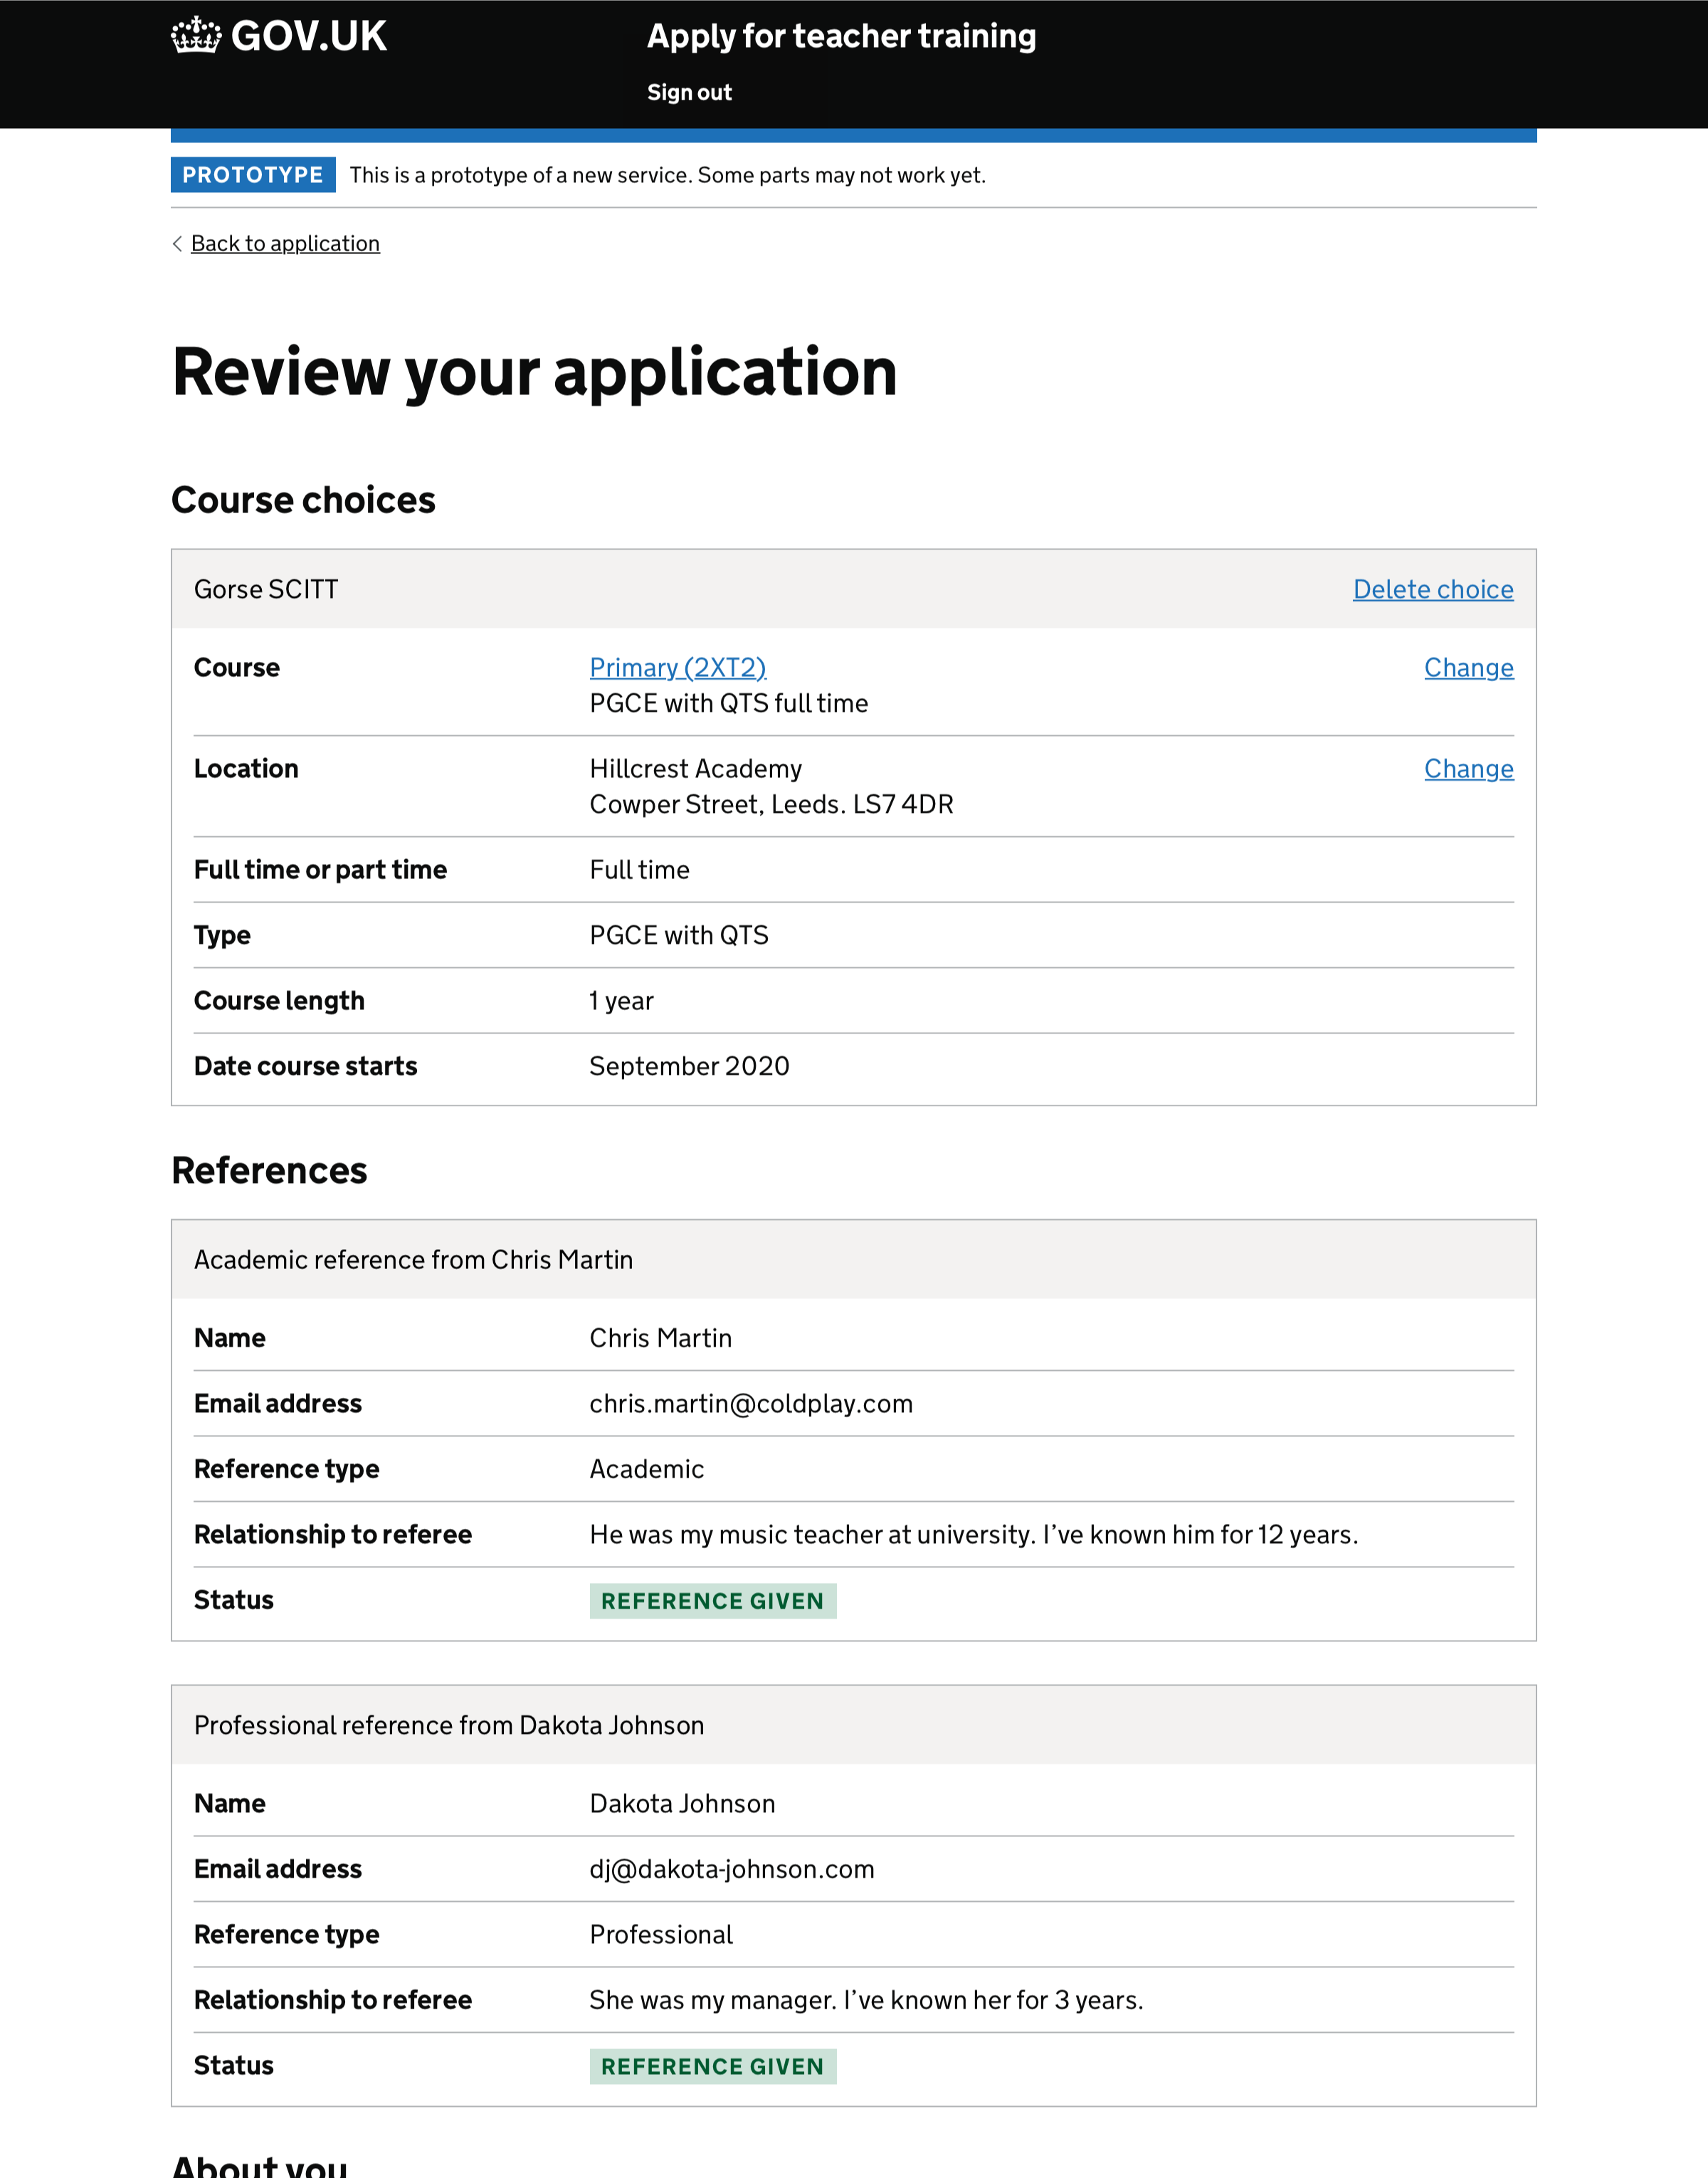 GOV.UK
Apply for teacher training
Sign out
PROTOTYPE This is a prototype of a new service. Some parts may not work yet.
Back to application
Review your application
Course choices
Gorse SCITT Delete choice
Course Primary (2XT2) Change
PGCE with QTS full time
Location Hillcrest Academy Change
Cowper Street, Leeds. LS7 4DR
Full time or part time Full time
Type PGCE with QTS
Course length 1 year
Date course starts September 2020
References
Academic reference from Chris Martin
Name Chris Martin
Email address chris.martin@coldplay.com
Reference type Academic
Relationship to referee He was my music teacher at university. I’ve known him for 12 years.
Status REFERENCE GIVEN
Professional reference from Dakota Johnson
Name Dakota Johnson
Email address dj@dakota-johnson.com
Reference type Professional
Relationship to referee She was my manager. I’ve known her for 3 years.
Status REFERENCE GIVEN
About you